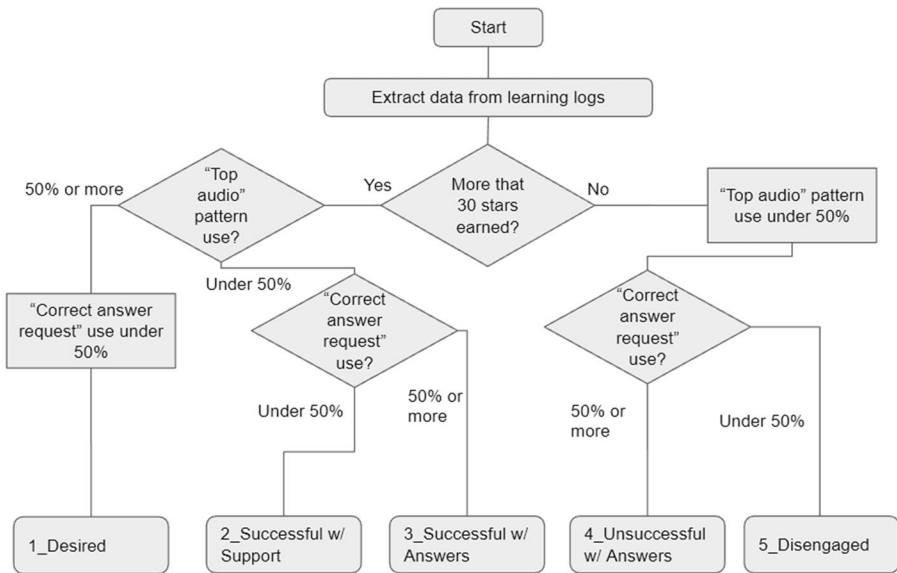 Start
Extract data from learning logs
50% or more
“Top
audio”
pattern
use?
Yes
More that
30 stars
earned?
No
“Top audio” pattern
use under 50%
Under 50%
“Correct answer
request” use under
50%
“Correct
answer
request”
use?
“Correct
answer
request”
use?
Under 50%
50% or
more
50% or
more
Under 50%
1_Desired
2_Successful w/
Support
3_Successful w/
Answers
4_Unsuccessful
w/ Answers
5_Disengaged